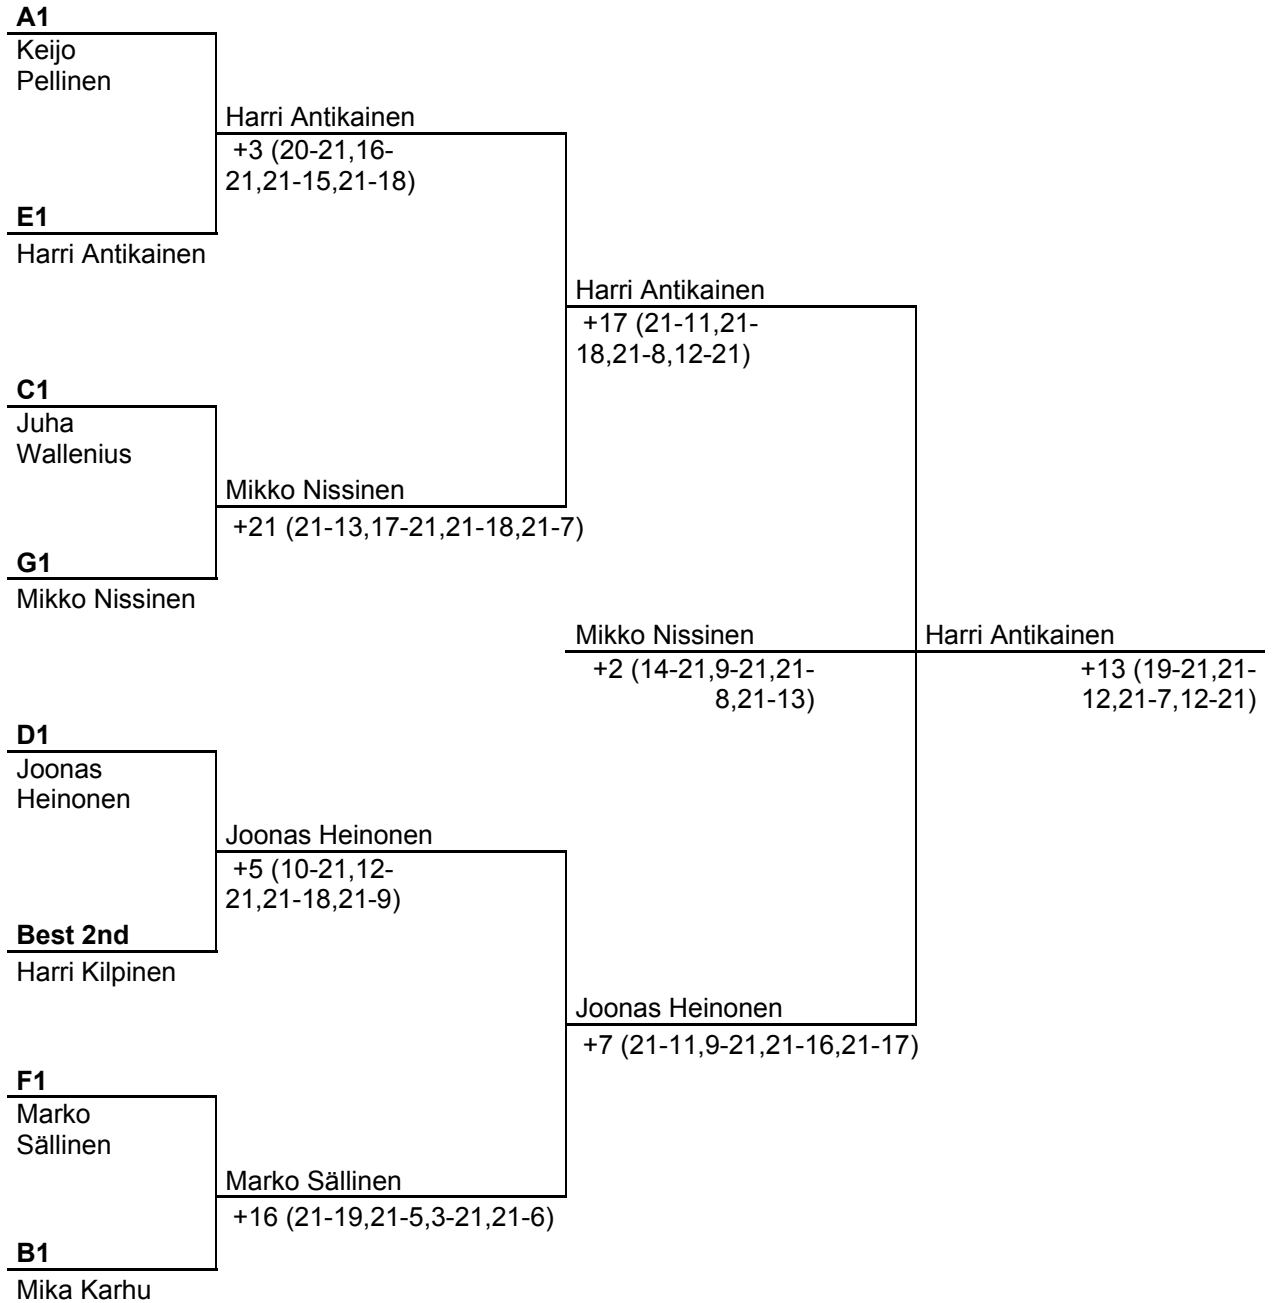 A1
Keijo
Pellinen
Harri Antikainen
+3 (20-21,16-
21,21-15,21-18)
E1
Harri Antikainen
Harri Antikainen
+17 (21-11,21-
18,21-8,12-21)
C1
Juha
Wallenius
Mikko Nissinen
+21 (21-13,17-21,21-18,21-7)
G1
Mikko Nissinen
Mikko Nissinen
+2 (14-21,9-21,21-
8,21-13)
Harri Antikainen
+13 (19-21,21-
12,21-7,12-21)
D1
Joonas
Heinonen
Joonas Heinonen
+5 (10-21,12-
21,21-18,21-9)
Best 2nd
Harri Kilpinen
Joonas Heinonen
+7 (21-11,9-21,21-16,21-17)
F1
Marko
Sällinen
Marko Sällinen
+16 (21-19,21-5,3-21,21-6)
B1
Mika Karhu